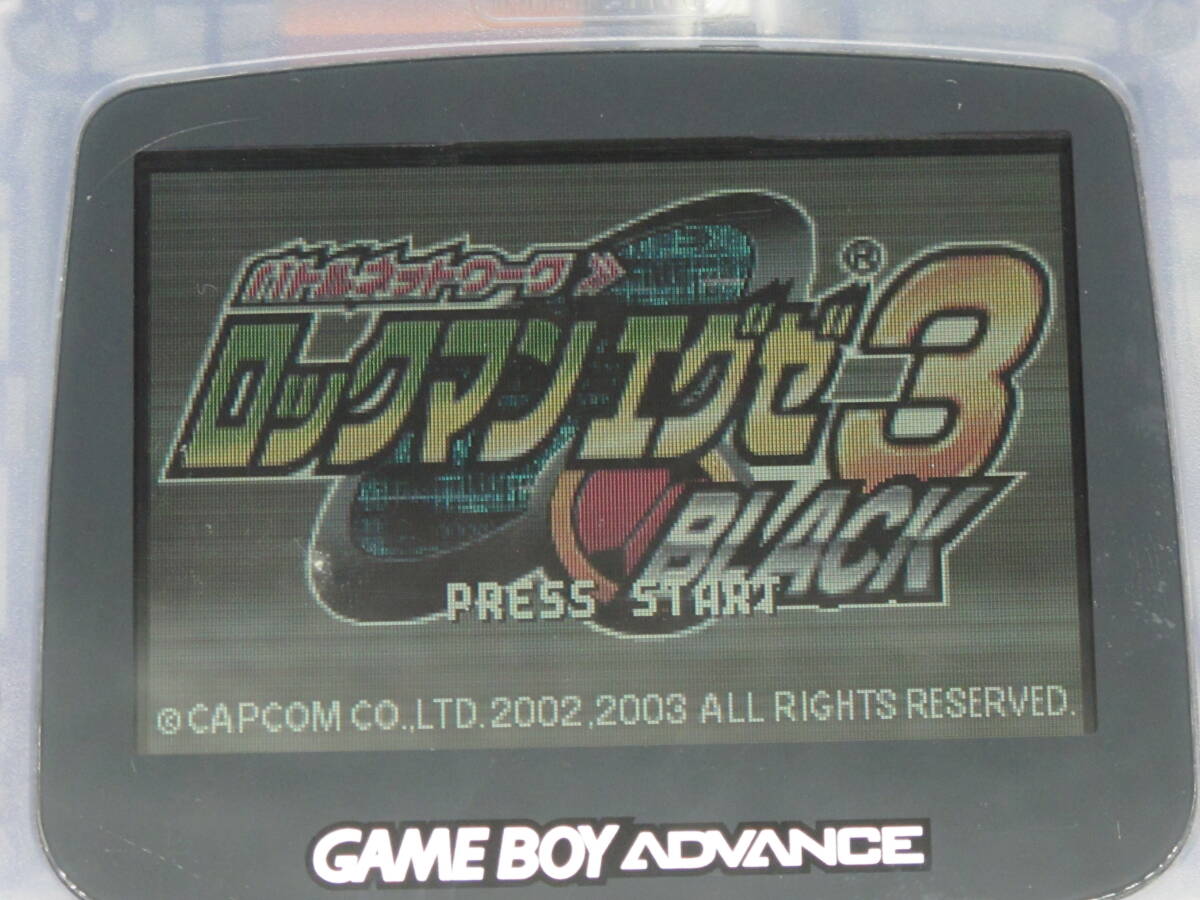 バトルネットワーク
ロックマンエグゼ3®
BLACK
PRESS START
©CAPCOM CO.,LTD.2002,2003 ALL RIGHTS RESERVED.
GAME BOY ADVANCE